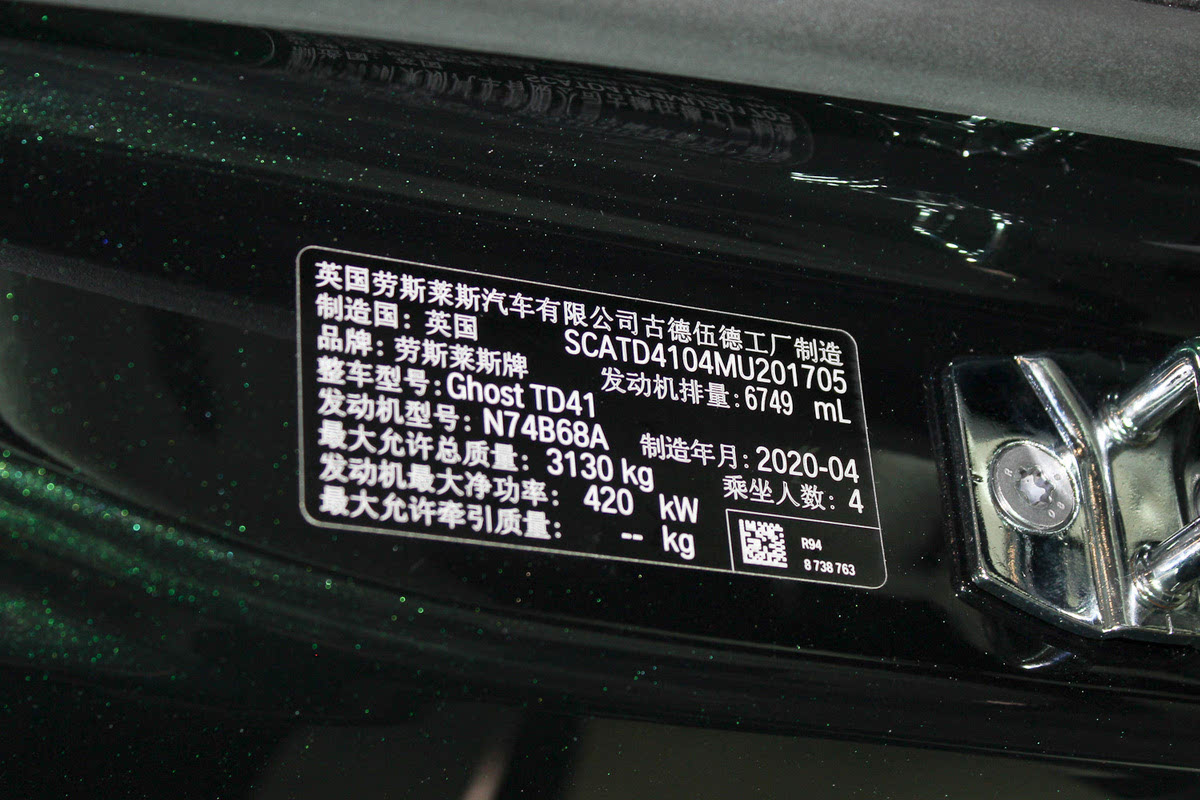 英国劳斯莱斯汽车有限公司古德伍德工厂制造
制造国：英国 SCATD4104MU201705
品牌：劳斯莱斯牌 发动机排量：6749 mL
整车型号：Ghost TD41
发动机型号：N74B68A 制造年月：2020-04
最大允许总质量：3130 kg 乘坐人数：4
发动机最大净功率：420 kW
最大允许牵引质量：-- kg
R94
8 738 763